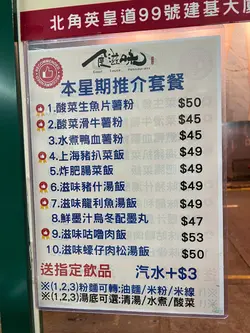 北角英皇道99號建基大廈
食滋味
本星期推介套餐
1.酸菜生魚片薯粉 $50
2.酸菜滑牛薯粉 $45
3.水煮鴨血薯粉 $45
4.上海豬扒菜飯 $49
5.炸肥腸菜飯 $49
6.滋味豬什湯飯 $49
7.滋味龍利魚湯飯 $49
8.鮮墨汁烏冬配墨丸 $47
9.滋味咕嚕肉飯 $53
10.滋味蠔仔肉松湯飯 $50
送指定飲品 汽水+$3
※(1,2,3)粉麵可轉:油麵/米粉/米線
※(1,2,3)湯底可選:清湯/水煮/酸菜